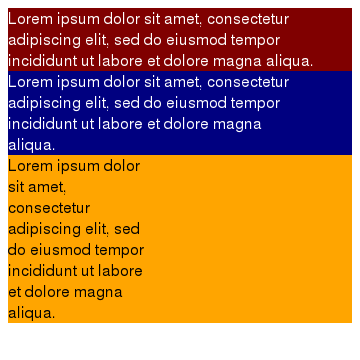 Lorem ipsum dolor sit amet, consectetur
adipiscing elit, sed do eiusmod tempor
incididunt ut labore et dolore magna aliqua.
Lorem ipsum dolor sit amet, consectetur
adipiscing elit, sed do eiusmod tempor
incididunt ut labore et dolore magna
aliqua.
Lorem ipsum dolor
sit amet,
consectetur
adipiscing elit, sed
do eiusmod tempor
incididunt ut labore
et dolore magna
aliqua.